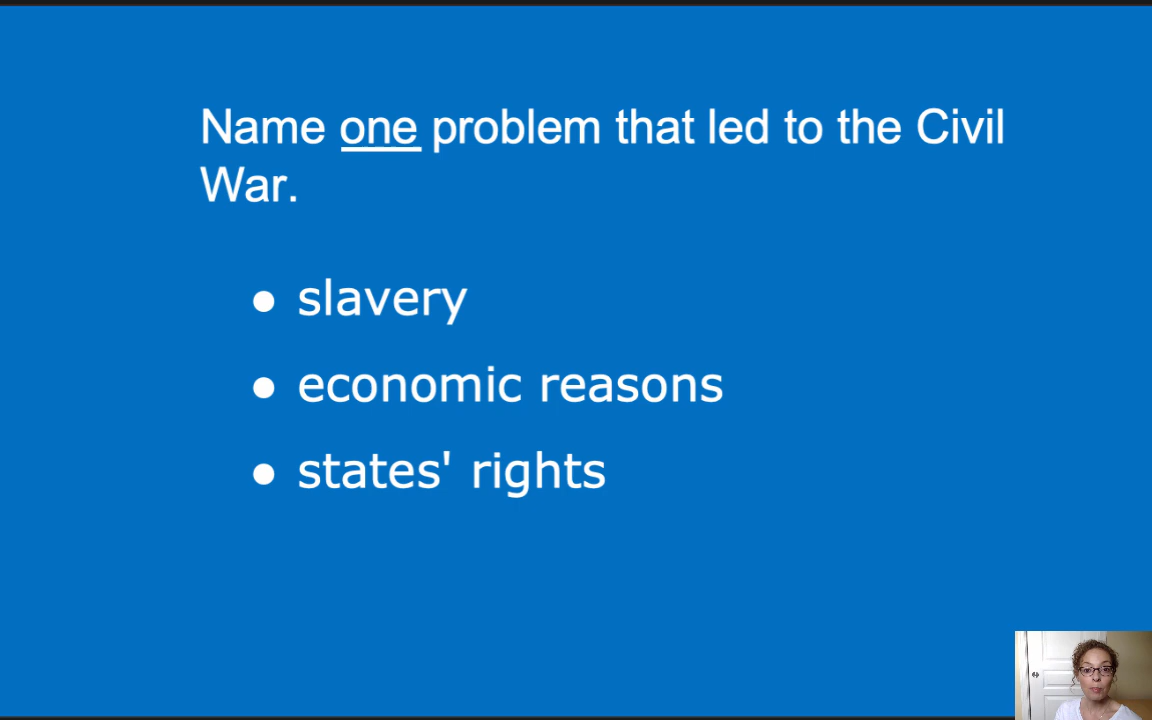 Name one problem that led to the Civil
War.
● slavery
● economic reasons
● states' rights